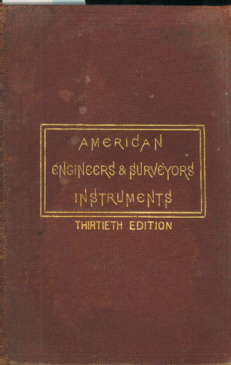 AMERICAN
ENGINEERS & SURVEYORS
INSTRUMENTS
THIRTIETH EDITION